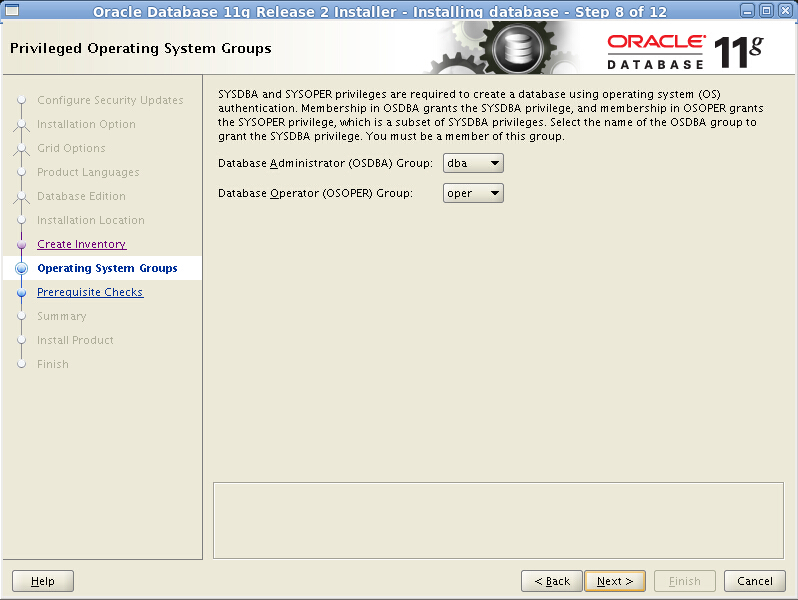 Oracle Database 11g Release 2 Installer - Installing database - Step 8 of 12
Privileged Operating System Groups
ORACLE®
DATABASE
11g
Configure Security Updates
Installation Option
Grid Options
Product Languages
Database Edition
Installation Location
Create Inventory
Operating System Groups
Prerequisite Checks
Summary
Install Product
Finish
SYSDBA and SYSOPER privileges are required to create a database using operating system (OS)
authentication. Membership in OSDBA grants the SYSDBA privilege, and membership in OSOPER grants
the SYSOPER privilege, which is a subset of SYSDBA privileges. Select the name of the OSDBA group to
grant the SYSDBA privilege. You must be a member of this group.
Database Administrator (OSDBA) Group: dba
Database Operator (OSOPER) Group: oper
Help < Back Next > Finish Cancel